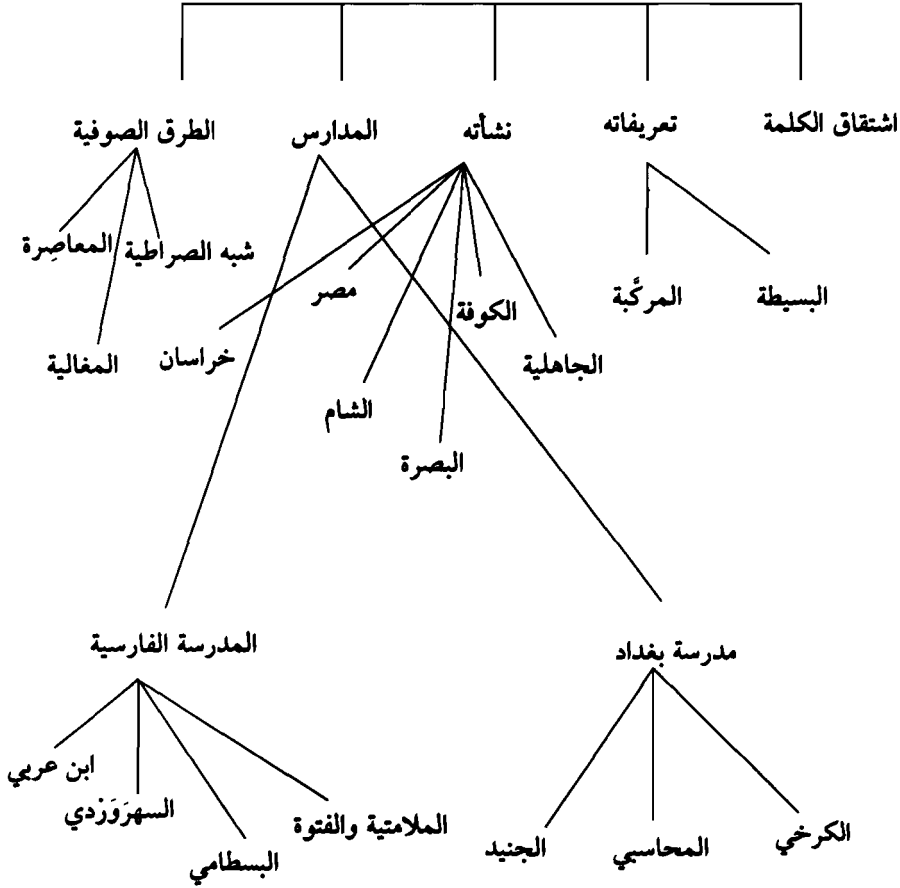 اشتقاق الكلمة
تعريفاته
نشأته
المدارس
الطرق الصوفية
البسيطة
المركَّبة
الجاهلية
الكوفة
البصرة
الشام
مصر
خراسان
شبه الصراطية
المغالية
المعاصِرة
مدرسة بغداد
المدرسة الفارسية
الكرخي
المحاسبي
الجنيد
الملامتية والفتوة
البسطامي
السهرَوَرْدي
ابن عربي